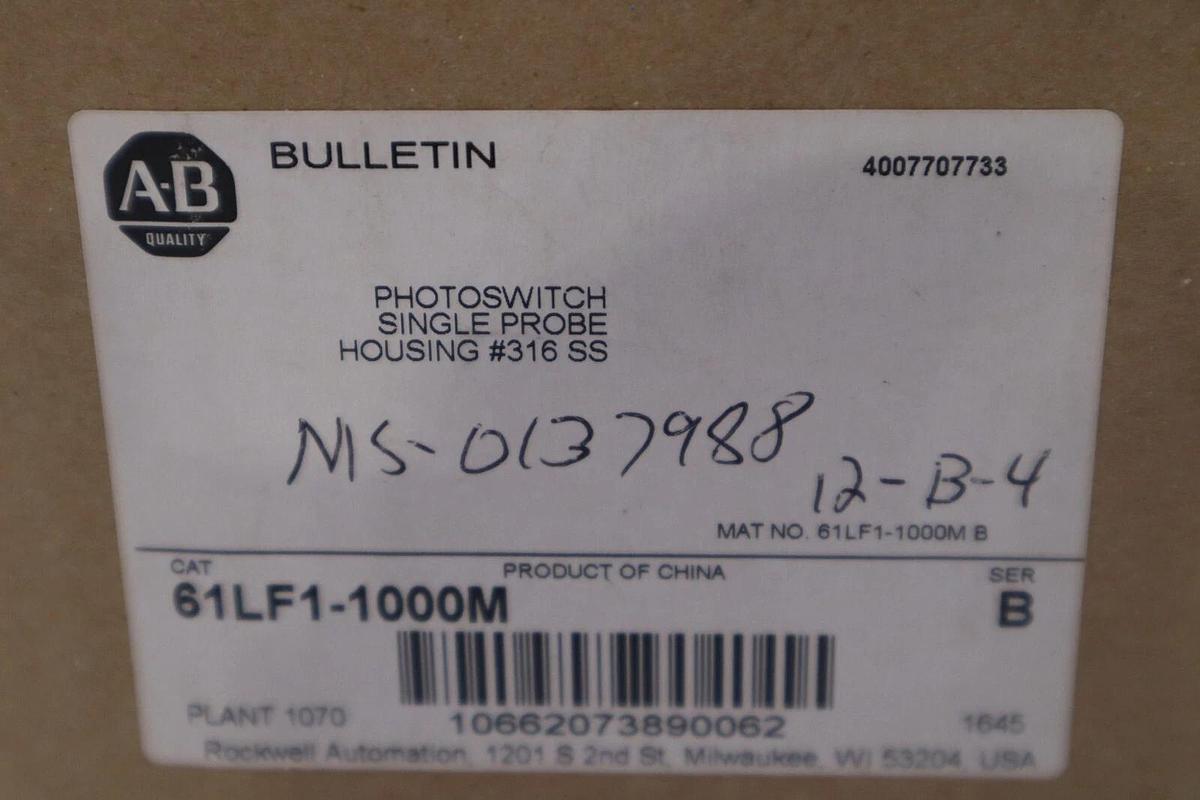 A-B
QUALITY
BULLETIN
4007707733
PHOTOSWITCH
SINGLE PROBE
HOUSING #316 SS
MS-0137988
12-B-4
MAT NO. 61LF1-1000M B
CAT
PRODUCT OF CHINA
SER
61LF1-1000M
B
PLANT 1070
10662073890062
1645
Rockwell Automation, 1201 S 2nd St, Milwaukee, WI 53204, USA